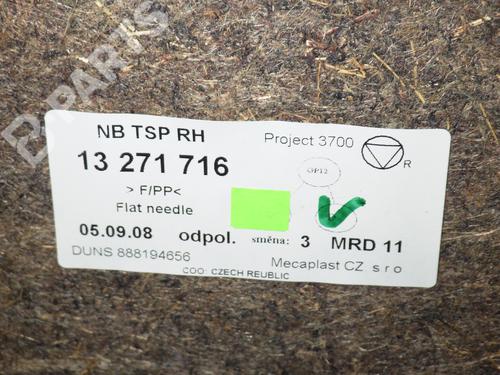 B-PARTS
NB TSP RH
Project 3700
R
13 271 716
OP12
> F/PP<
Flat needle
05.09.08 odpol. směna: 3 MRD 11
DUNS 888194656
Mecaplast CZ s r o
COO: CZECH REUBLIC